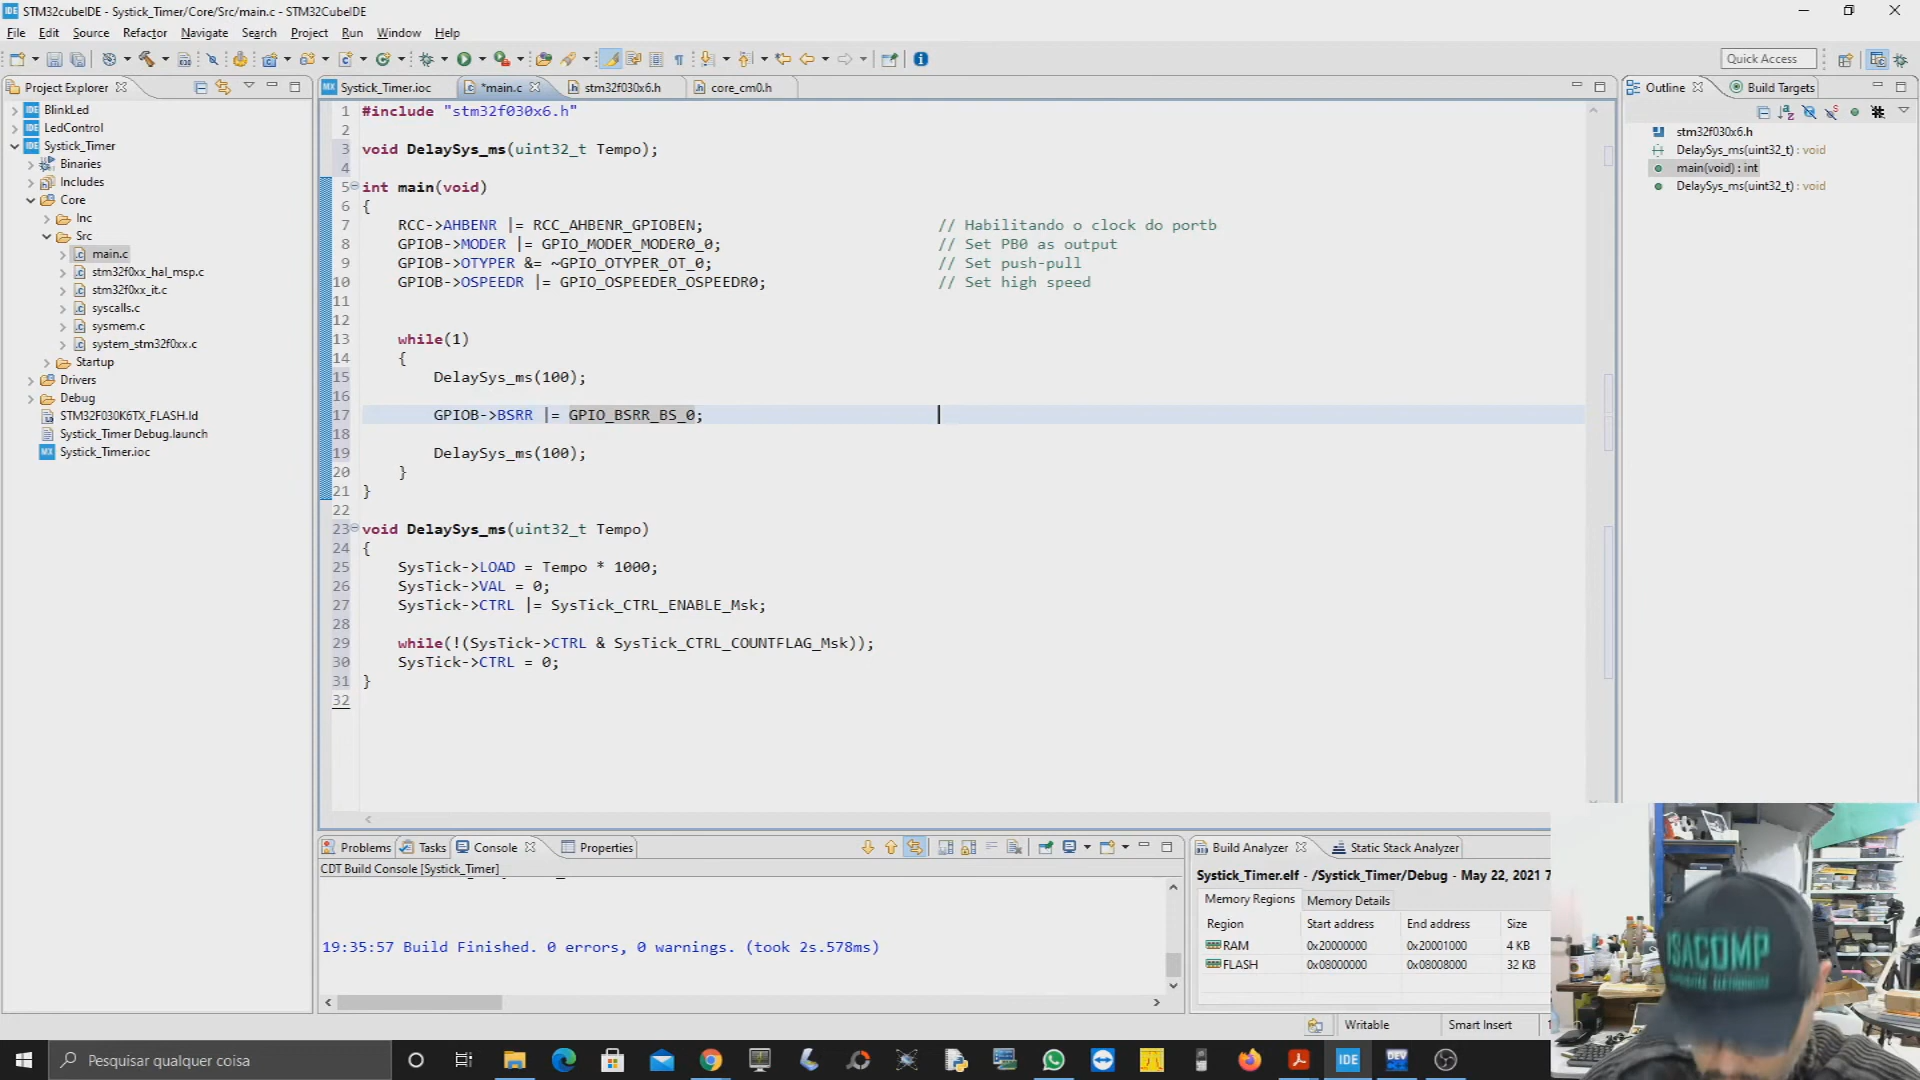 STM32cubeIDE - Systick_Timer/Core/Src/main.c - STM32CubeIDE
File Edit Source Refactor Navigate Search Project Run Window Help
Quick Access
Project Explorer
BlinkLed
LedControl
Systick_Timer
Binaries
Includes
Core
Inc
Src
main.c
stm32f0xx_hal_msp.c
stm32f0xx_it.c
syscalls.c
sysmem.c
system_stm32f0xx.c
Startup
Drivers
Debug
STM32F030K6TX_FLASH.ld
Systick_Timer Debug.launch
Systick_Timer.ioc
Systick_Timer.ioc *main.c stm32f030x6.h core_cm0.h
1 #include "stm32f030x6.h"
2
3 void DelaySys_ms(uint32_t Tempo);
4
5 int main(void)
6 {
7 RCC->AHBENR |= RCC_AHBENR_GPIOBEN; // Habilitando o clock do portb
8 GPIOB->MODER |= GPIO_MODER_MODER0_0; // Set PB0 as output
9 GPIOB->OTYPER &= ~GPIO_OTYPER_OT_0; // Set push-pull
10 GPIOB->OSPEEDR |= GPIO_OSPEEDER_OSPEEDR0; // Set high speed
11
12
13 while(1)
14 {
15 DelaySys_ms(100);
16
17 GPIOB->BSRR |= GPIO_BSRR_BS_0;
18
19 DelaySys_ms(100);
20 }
21 }
22
23 void DelaySys_ms(uint32_t Tempo)
24 {
25 SysTick->LOAD = Tempo * 1000;
26 SysTick->VAL = 0;
27 SysTick->CTRL |= SysTick_CTRL_ENABLE_Msk;
28
29 while(!(SysTick->CTRL & SysTick_CTRL_COUNTFLAG_Msk));
30 SysTick->CTRL = 0;
31 }
32
Outline Build Targets
stm32f030x6.h
DelaySys_ms(uint32_t) : void
main(void) : int
DelaySys_ms(uint32_t) : void
Problems Tasks Console Properties
CDT Build Console [Systick_Timer]
19:35:57 Build Finished. 0 errors, 0 warnings. (took 2s.578ms)
Build Analyzer Static Stack Analyzer
Systick_Timer.elf - /Systick_Timer/Debug - May 22, 2021 7
Memory Regions Memory Details
Region Start address End address Size
RAM 0x20000000 0x20001000 4 KB
FLASH 0x08000000 0x08008000 32 KB
Writable Smart Insert
Pesquisar qualquer coisa
IDE
DEV